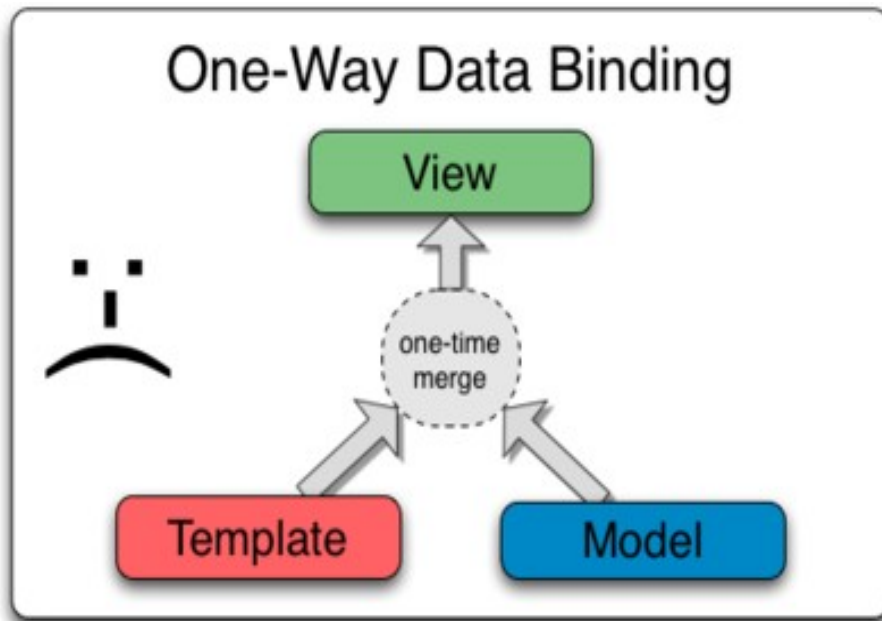 One-Way Data Binding
View
one-time
merge
Template
Model